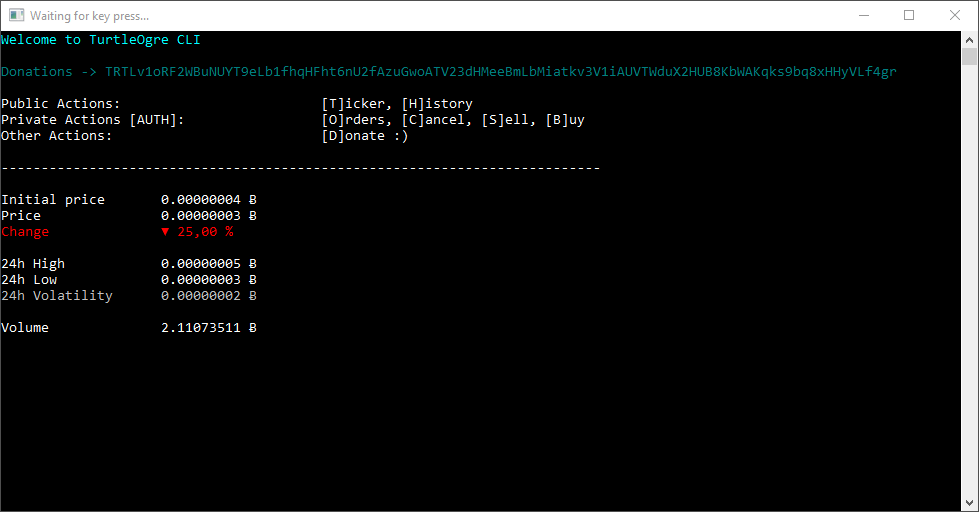 Waiting for key press...
Welcome to TurtleOgre CLI
Donations -> TRTLv1oRF2WBuNUYT9eLb1fhqHFht6nU2fAzuGwoATV23dHMeeBmLbMiatkv3V1iAUVTWduX2HUB8KbWAKqks9bq8xHHyVLf4gr
Public Actions: [T]icker, [H]istory
Private Actions [AUTH]: [O]rders, [C]ancel, [S]ell, [B]uy
Other Actions: [D]onate :)
---------------------------------------------------------------------------
Initial price 0.00000004 Ƀ
Price 0.00000003 Ƀ
Change ▼ 25,00 %
24h High 0.00000005 Ƀ
24h Low 0.00000003 Ƀ
24h Volatility 0.00000002 Ƀ
Volume 2.11073511 Ƀ